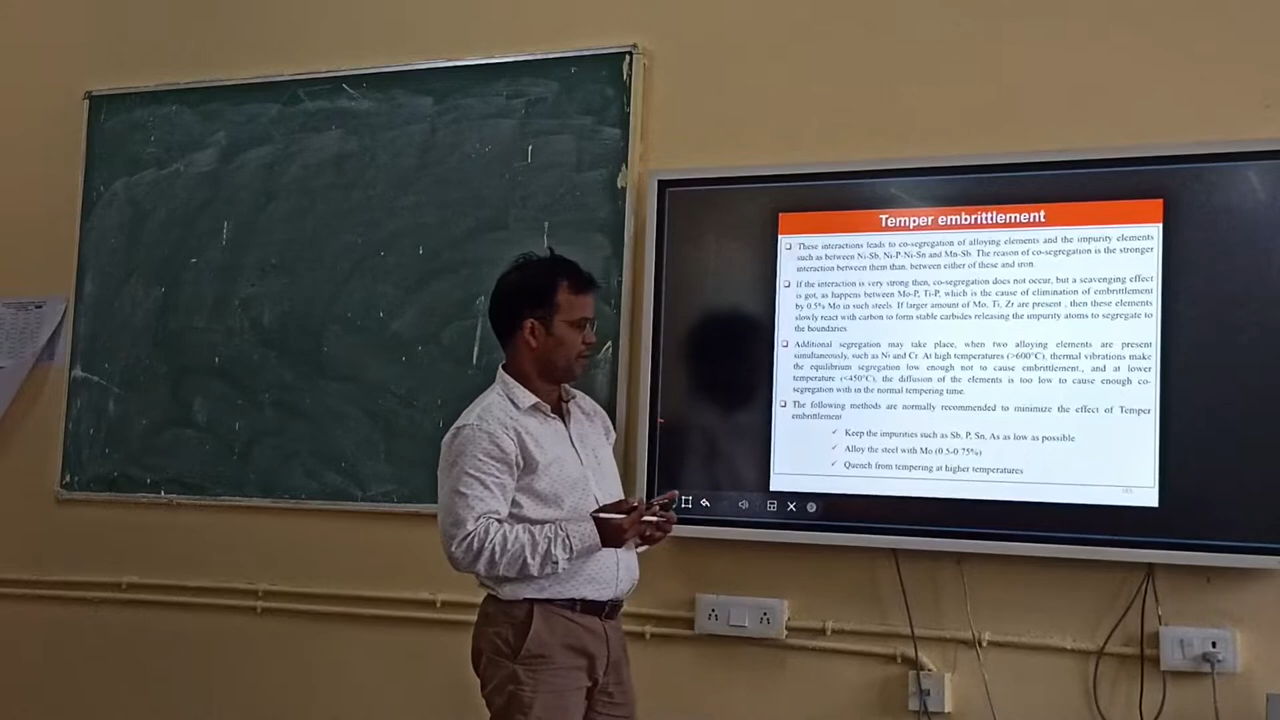 Temper embrittlement
❑ These interactions leads to co-segregation of alloying elements and the impurity elements
such as between Ni-Sb, Ni-P-Ni-Sn and Mn-Sb. The reason of co-segregation is the stronger
interaction between them than, between either of these and iron.
❑ If the interaction is very strong then, co-segregation does not occur, but a scavenging effect
is got, as happens between Mo-P, Ti-P, which is the cause of elimination of embrittlement
by 0.5% Mo in such steels. If larger amount of Mo, Ti, Zr are present , then these elements
slowly react with carbon to form stable carbides releasing the impurity atoms to segregate to
the boundaries
❑ Additional segregation may take place, when two alloying elements are present
simultaneously, such as Ni and Cr. At high temperatures (>600°C), thermal vibrations make
the equilibrium segregation low enough not to cause embrittlement., and at lower
temperature (<450°C), the diffusion of the elements is too low to cause enough co-
segregation with in the normal tempering time.
❑ The following methods are normally recommended to minimize the effect of Temper
embrittlement
✓ Keep the impurities such as Sb, P, Sn, As as low as possible
✓ Alloy the steel with Mo (0.5-0.75%)
✓ Quench from tempering at higher temperatures